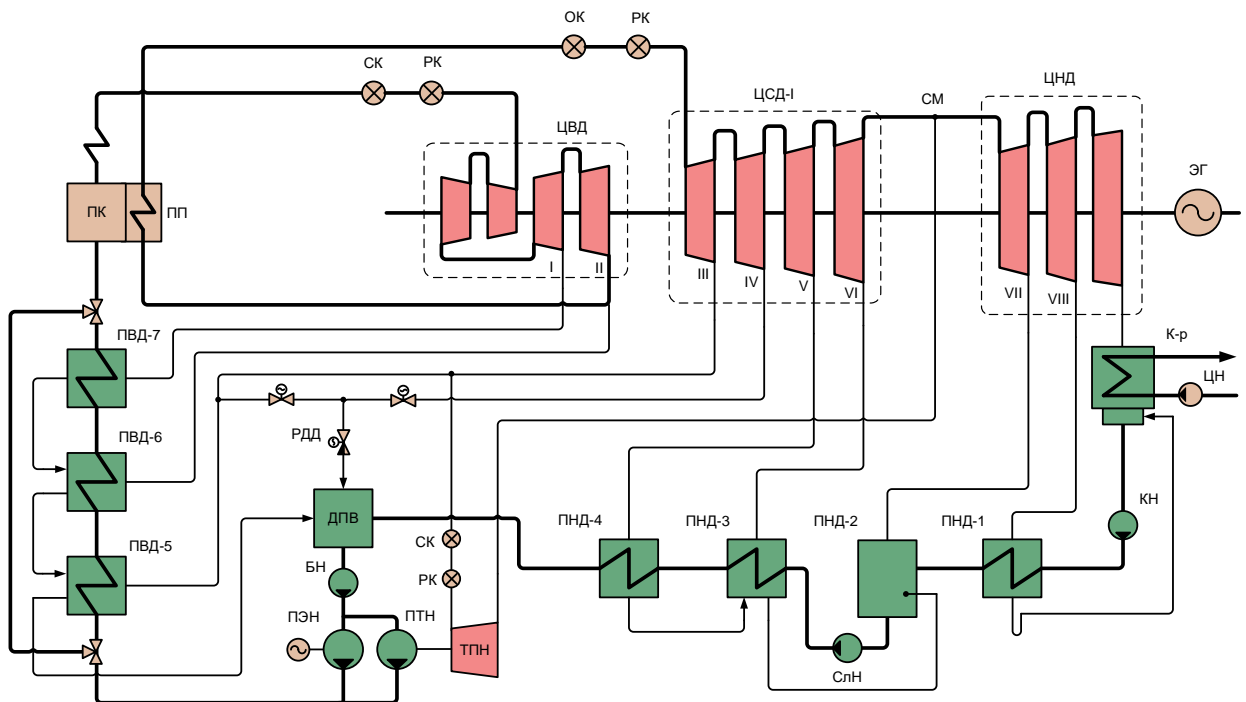 ОК
РК
СК
РК
ЦСД-I
СМ
ЦНД
ЦВД
ЭГ
ПК
ПП
I
II
III
IV
V
VI
VII
VIII
ПВД-7
К-р
ЦН
ПВД-6
РДД
ДПВ
ПНД-4
ПНД-3
ПНД-2
ПНД-1
КН
ПВД-5
СК
БН
РК
ПЭН
ПТН
ТПН
СлН